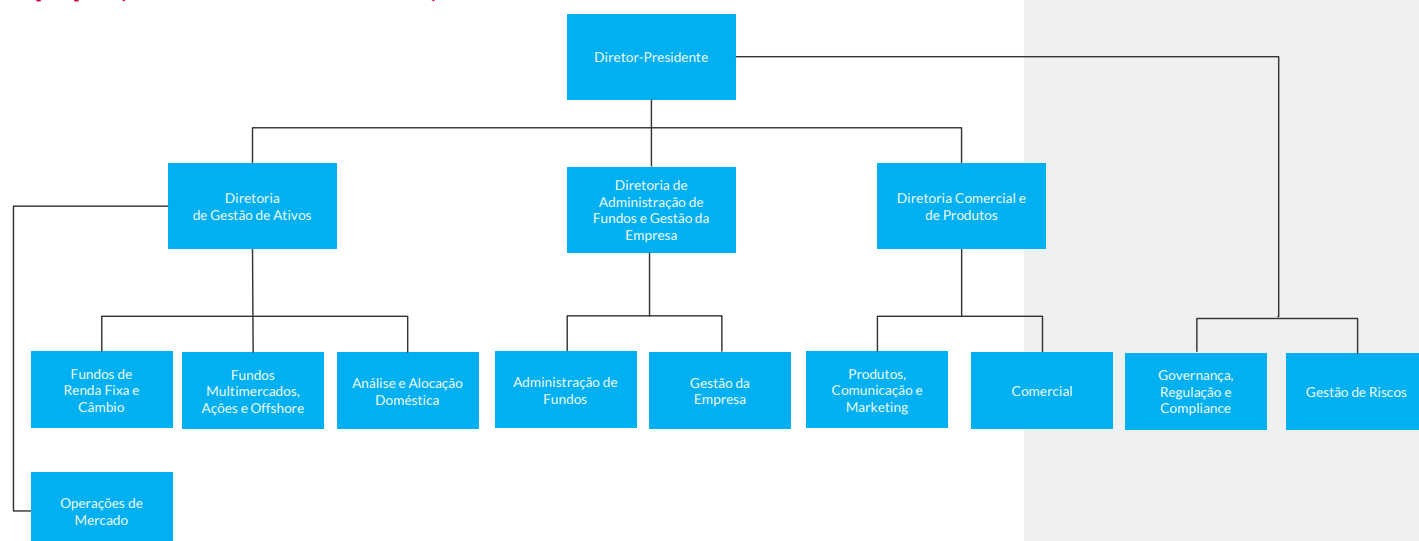 Diretor-Presidente
Diretoria
de Gestão de Ativos
Diretoria de
Administração de
Fundos e Gestão da
Empresa
Diretoria Comercial e
de Produtos
Fundos de
Renda Fixa e
Câmbio
Fundos
Multimercados,
Ações e Offshore
Análise e Alocação
Doméstica
Administração de
Fundos
Gestão da
Empresa
Produtos,
Comunicação e
Marketing
Comercial
Governança,
Regulação e
Compliance
Gestão de Riscos
Operações de
Mercado